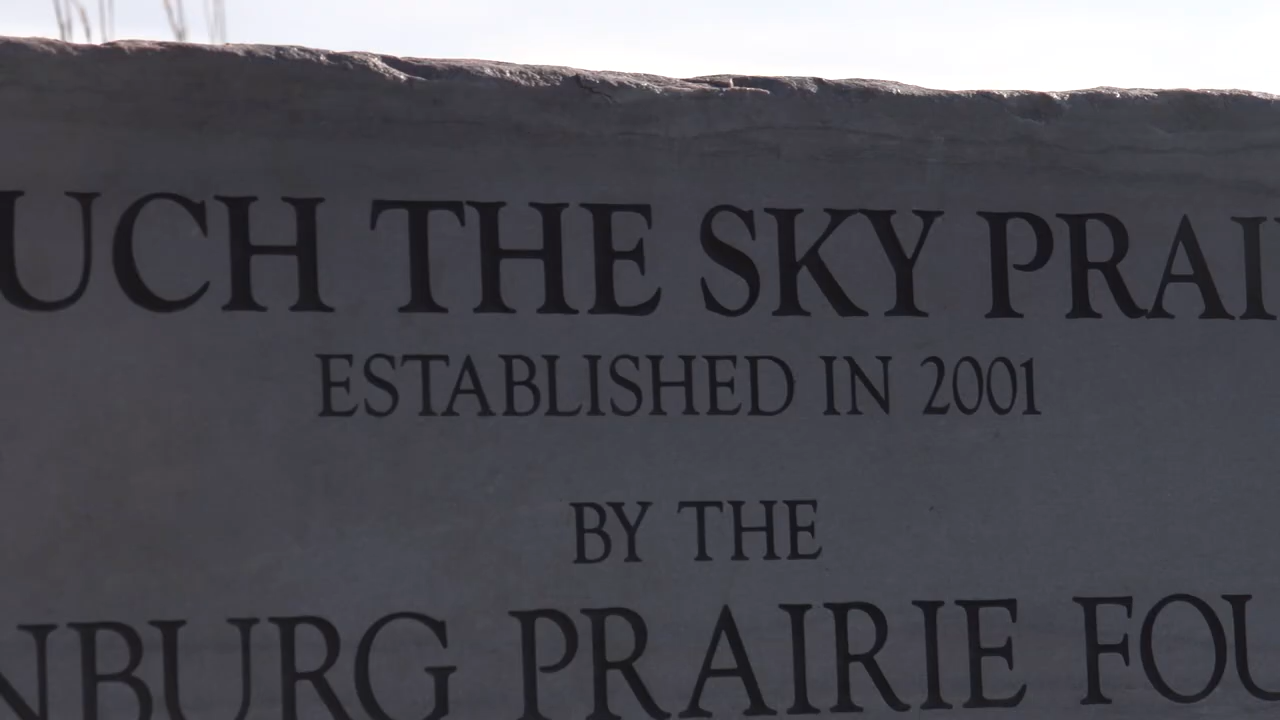 UCH THE SKY PRAI
ESTABLISHED IN 2001
BY THE
NBURG PRAIRIE FOU